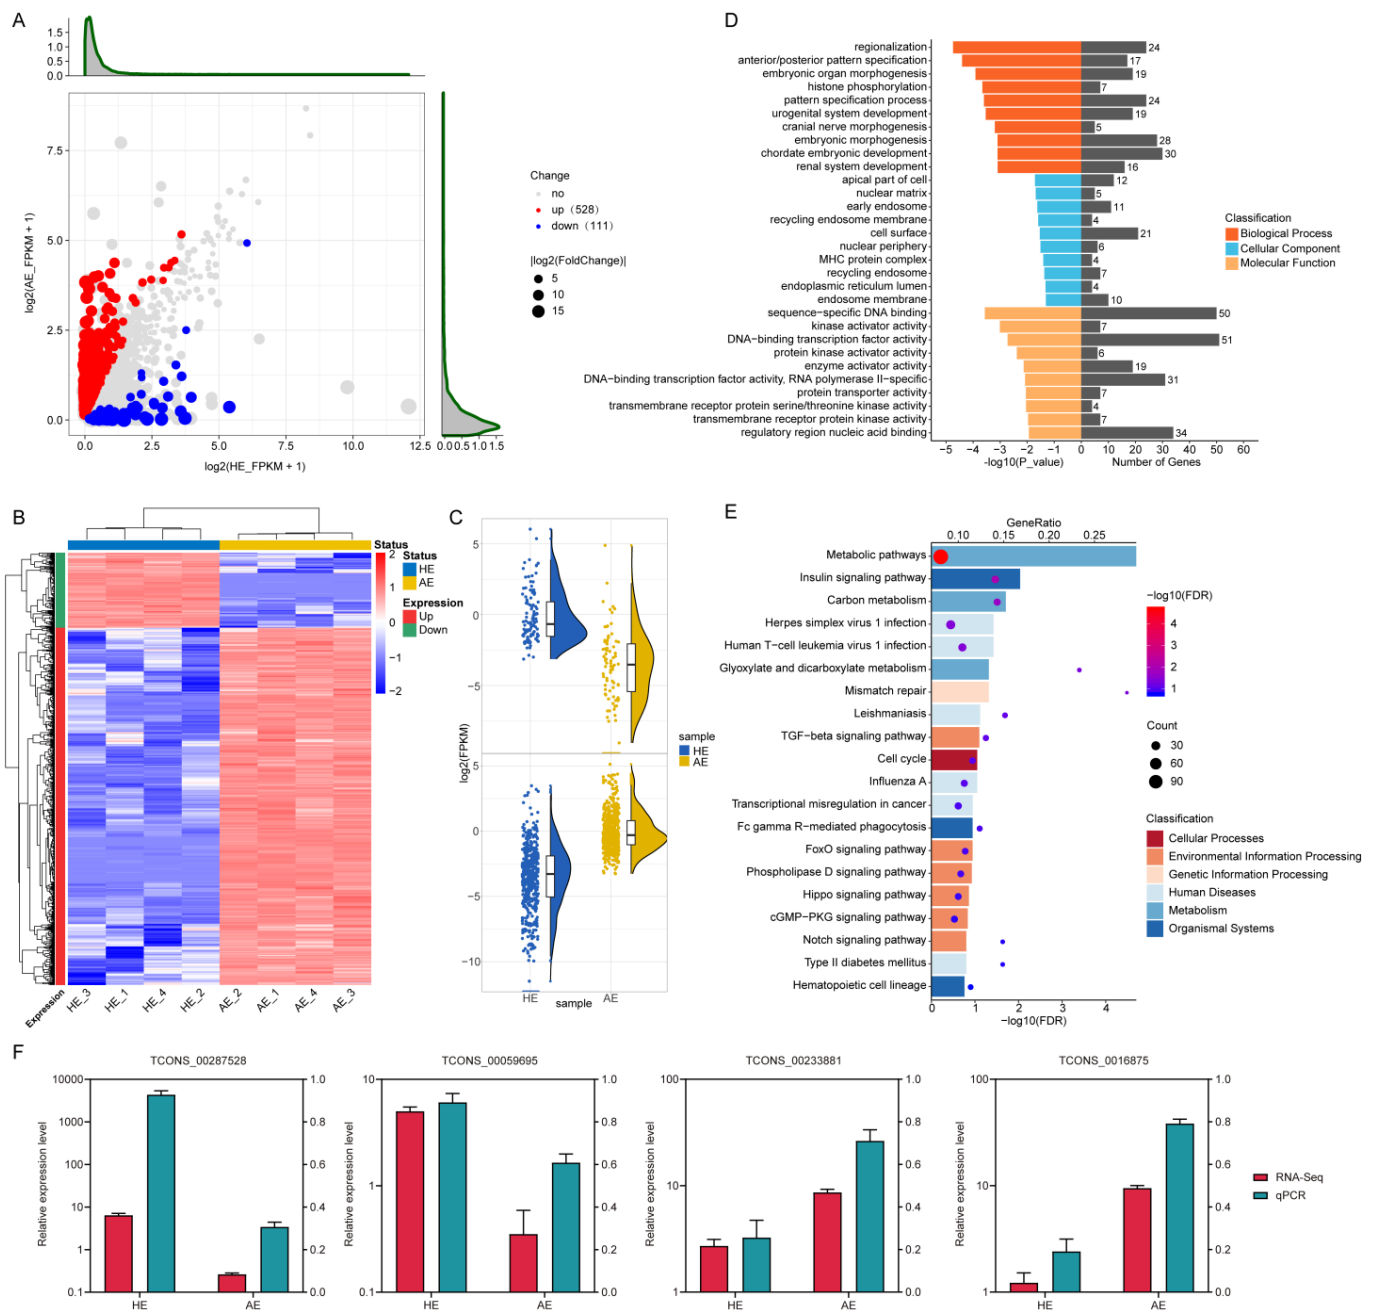 A
1.5
1.0
0.5
0.0
7.5
5.0
2.5
0.0
log2(AE_FPKM + 1)
0.0 2.5 5.0 7.5 10.0 12.5
log2(HE_FPKM + 1)
0.0 0.5 1.0 1.5
Change
no
up（528）
down（111）
|log2(FoldChange)|
5
10
15
D
regionalization 24
anterior/posterior pattern specification 17
embryonic organ morphogenesis 19
histone phosphorylation 7
pattern specification process 24
urogenital system development 19
cranial nerve morphogenesis 5
embryonic morphogenesis 28
chordate embryonic development 30
renal system development 16
apical part of cell 12
nuclear matrix 5
early endosome 11
recycling endosome membrane 4
cell surface 21
nuclear periphery 6
MHC protein complex 4
recycling endosome 7
endoplasmic reticulum lumen 4
endosome membrane 10
sequence−specific DNA binding 50
kinase activator activity 7
DNA−binding transcription factor activity 51
protein kinase activator activity 6
enzyme activator activity 19
DNA−binding transcription factor activity, RNA polymerase II−specific 31
protein transporter activity 7
transmembrane receptor protein serine/threonine kinase activity 4
transmembrane receptor protein kinase activity 7
regulatory region nucleic acid binding 34
−5 −4 −3 −2 −1 0 10 20 30 40 50 60
−log10(P_value) Number of Genes
Classification
Biological Process
Cellular Component
Molecular Function
B
Status
2
1
0
−1
−2
Status
HE
AE
Expression
Up
Down
Expression
HE_3 HE_1 HE_4 HE_2 AE_2 AE_1 AE_4 AE_3
C
5
0
−5
5
0
−5
−10
log2(FPKM)
HE AE
sample
sample
HE
AE
E
GeneRatio
0.10 0.15 0.20 0.25
Metabolic pathways
Insulin signaling pathway
Carbon metabolism
Herpes simplex virus 1 infection
Human T−cell leukemia virus 1 infection
Glyoxylate and dicarboxylate metabolism
Mismatch repair
Leishmaniasis
TGF−beta signaling pathway
Cell cycle
Influenza A
Transcriptional misregulation in cancer
Fc gamma R−mediated phagocytosis
FoxO signaling pathway
Phospholipase D signaling pathway
Hippo signaling pathway
cGMP−PKG signaling pathway
Notch signaling pathway
Type II diabetes mellitus
Hematopoietic cell lineage
0 1 2 4
−log10(FDR)
−log10(FDR)
4
3
2
1
Count
30
60
90
Classification
Cellular Processes
Environmental Information Processing
Genetic Information Processing
Human Diseases
Metabolism
Organismal Systems
F
TCONS_00287528
10000
1000
100
10
1
0.1
Relative expression level
1.0
0.8
0.6
0.4
0.2
0.0
HE AE
TCONS_00059695
10
1
0.1
Relative expression level
1.0
0.8
0.6
0.4
0.2
0.0
HE AE
TCONS_00233881
100
10
1
Relative expression level
1.0
0.8
0.6
0.4
0.2
0.0
HE AE
TCONS_0016875
100
10
1
Relative expression level
1.0
0.8
0.6
0.4
0.2
0.0
HE AE
RNA-Seq
qPCR